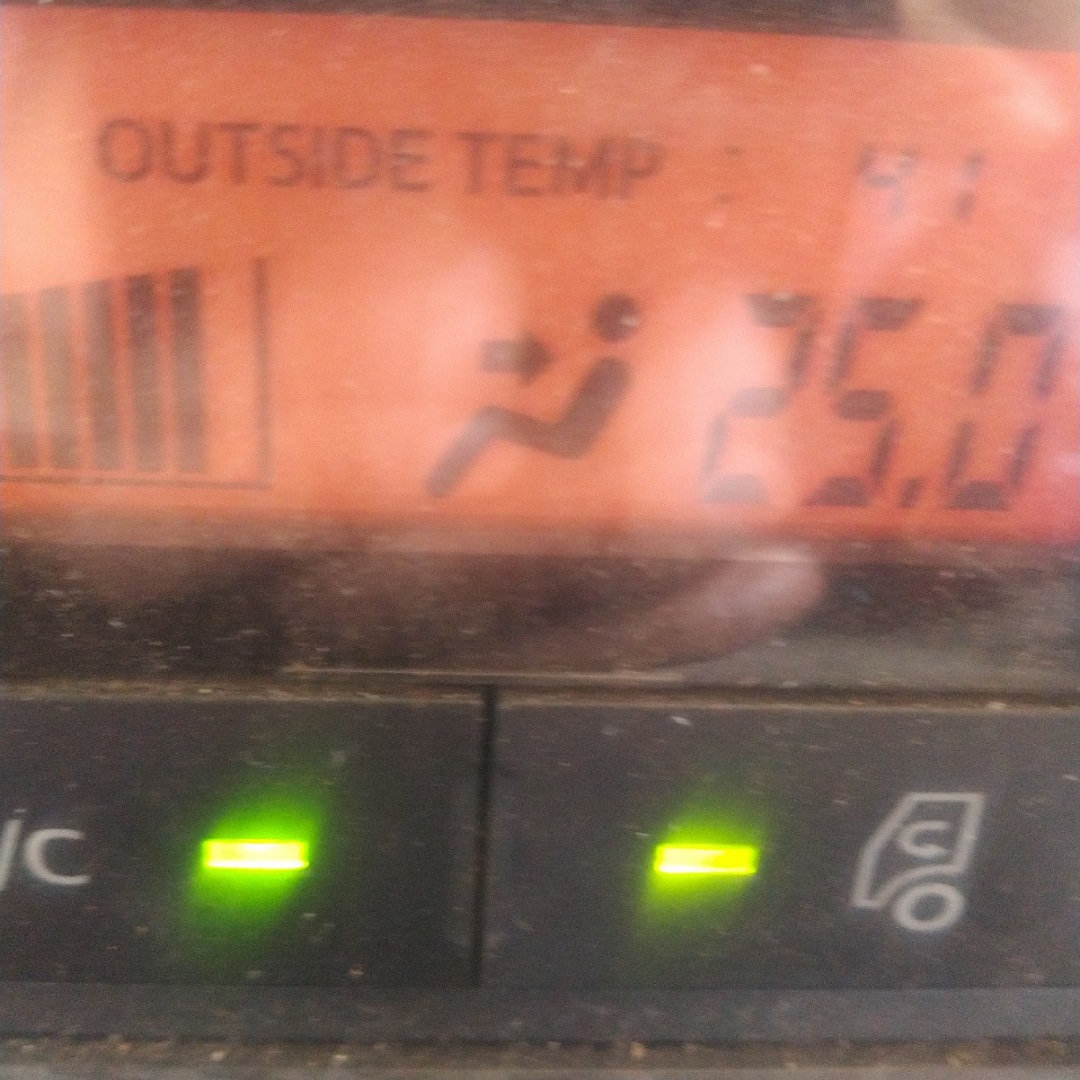 OUTSIDE TEMP : 41
25.0
/C